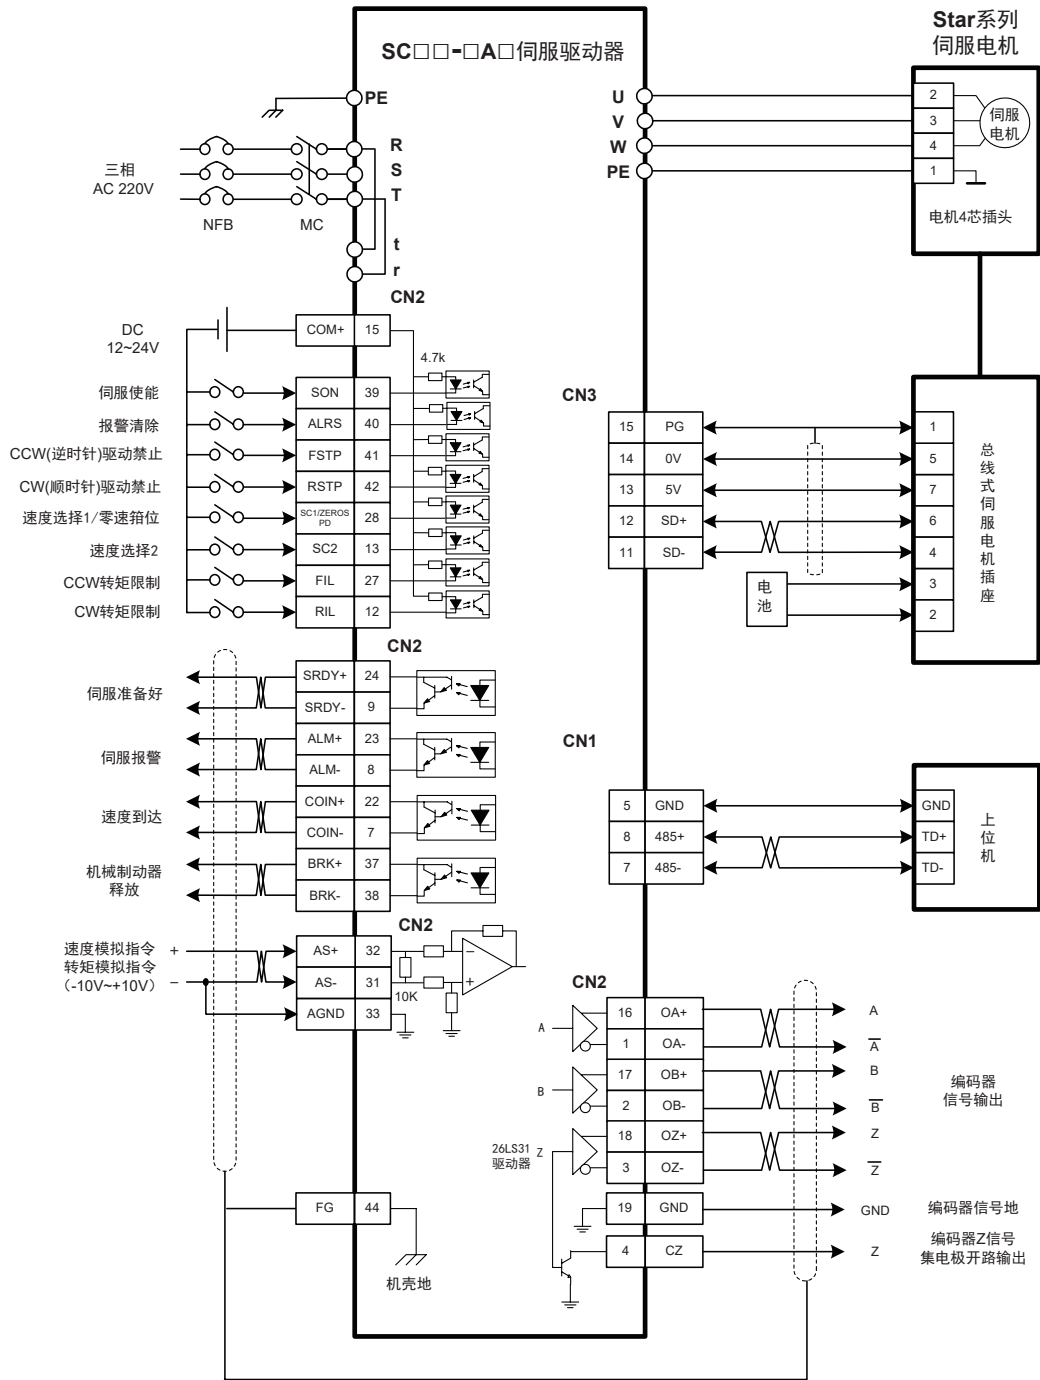 SC□□-□A□伺服驱动器
Star系列
伺服电机
PE
R
S
T
t
r
三相
AC 220V
NFB
MC
U
V
W
PE
2
3
4
1
伺服
电机
电机4芯插头
CN2
DC
12~24V
COM+ 15
4.7k
伺服使能 SON 39
报警清除 ALRS 40
CCW(逆时针)驱动禁止 FSTP 41
CW(顺时针)驱动禁止 RSTP 42
速度选择1/零速箝位 SC1/ZEROS
PD 28
速度选择2 SC2 13
CCW转矩限制 FIL 27
CW转矩限制 RIL 12
CN3
15 PG 1
14 0V 5
13 5V 7
12 SD+ 6
11 SD- 4
电池 3
2
总线式伺服电机插座
CN2
伺服准备好
SRDY+ 24
SRDY- 9
伺服报警
ALM+ 23
ALM- 8
速度到达
COIN+ 22
COIN- 7
机械制动器
释放
BRK+ 37
BRK- 38
CN1
5 GND GND
8 485+ TD+
7 485- TD-
上位机
CN2
速度模拟指令 +
转矩模拟指令
(-10V~+10V) −
AS+ 32
AS- 31
AGND 33
10K
−
+
CN2
A 16 OA+ A
1 OA- A
B 17 OB+ B
2 OB- B
26LS31 Z
驱动器
18 OZ+ Z
3 OZ- Z
编码器
信号输出
19 GND GND 编码器信号地
4 CZ Z 编码器Z信号
集电极开路输出
FG 44
机壳地